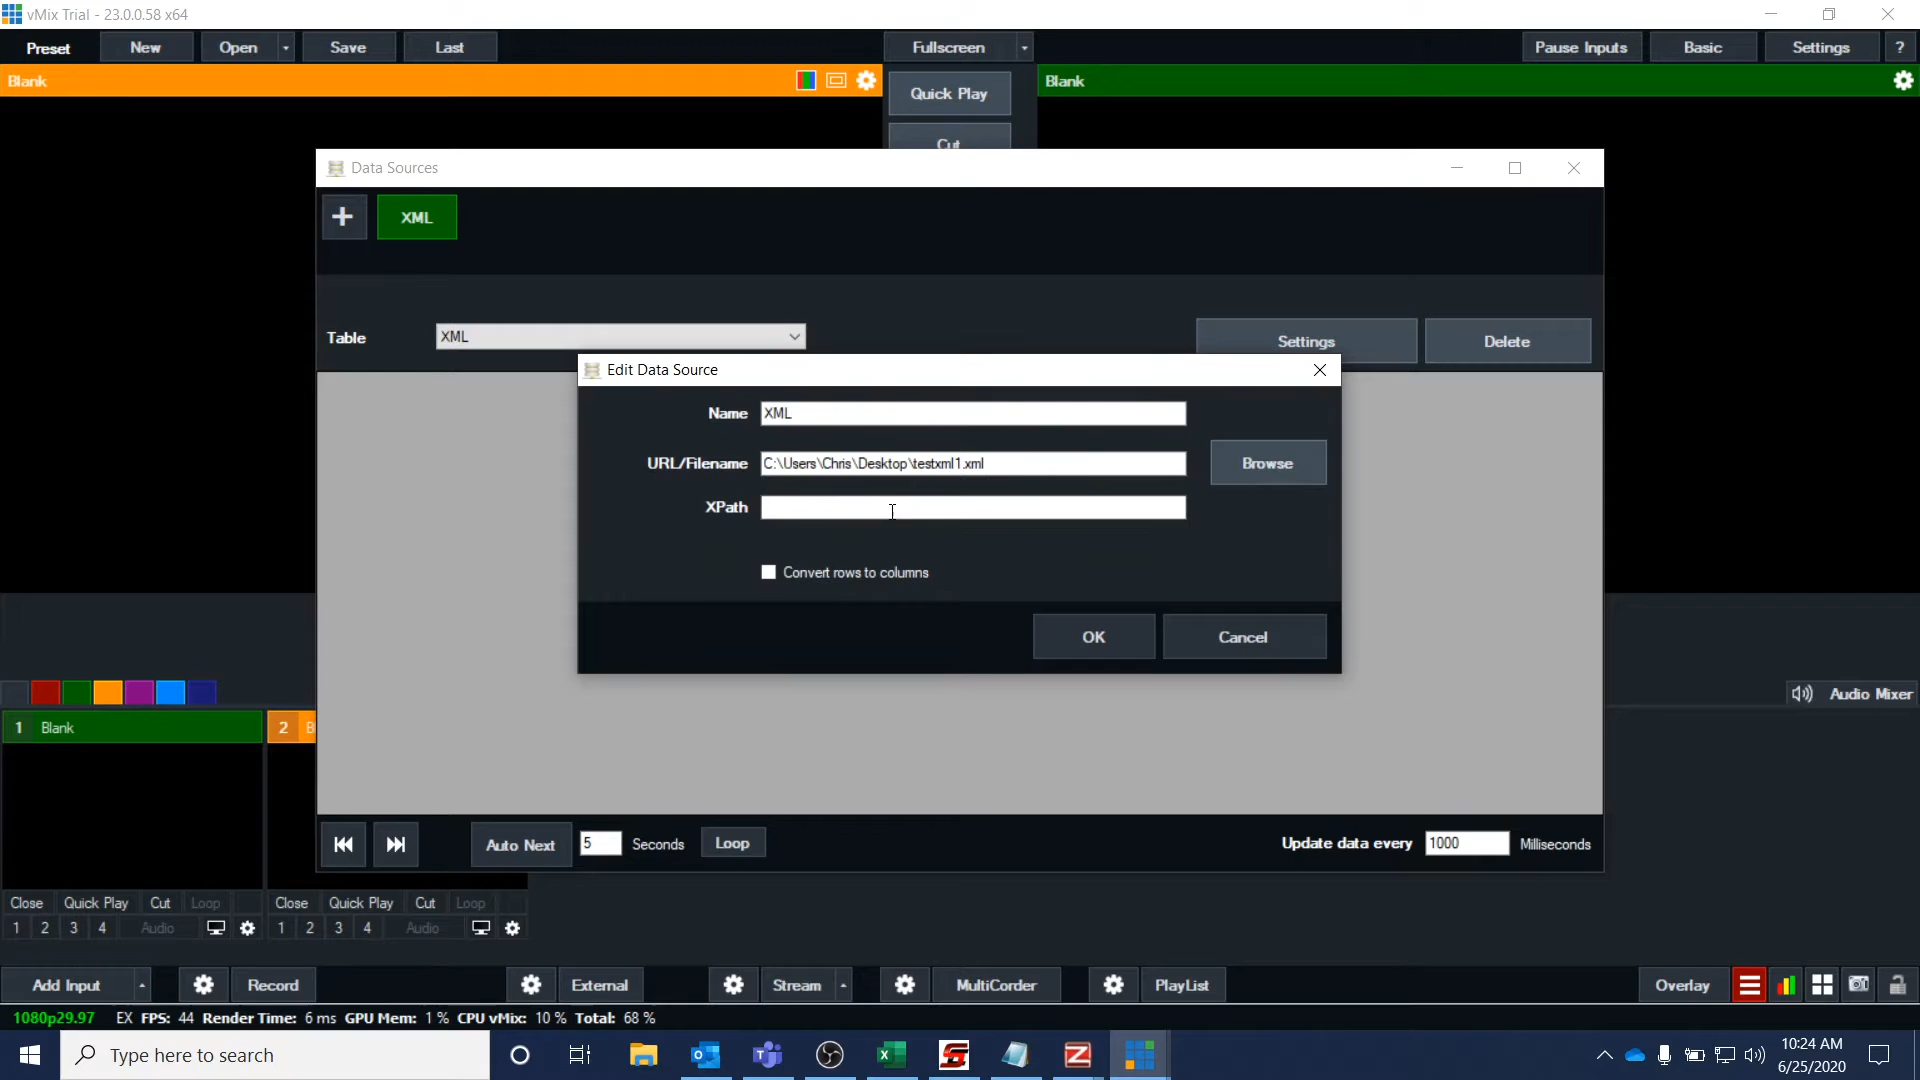 vMix Trial - 23.0.0.58 x64
Preset New Open Save Last Fullscreen Pause Inputs Basic Settings ?
Blank
Quick Play
Blank
Cut
Data Sources
+ XML
Table XML Settings Delete
Edit Data Source
Name XML
URL/Filename C:\Users\Chris\Desktop\testxml1.xml Browse
XPath
Convert rows to columns
OK Cancel
Audio Mixer
1 Blank
2 B
Auto Next 5 Seconds Loop Update data every 1000 Milliseconds
Close Quick Play Cut Loop Close Quick Play Cut Loop
1 2 3 4 Audio 1 2 3 4 Audio
Add Input Record External Stream MultiCorder PlayList Overlay
1080p29.97 EX FPS: 44 Render Time: 6 ms GPU Mem: 1 % CPU vMix: 10 % Total: 68 %
Type here to search
10:24 AM
6/25/2020